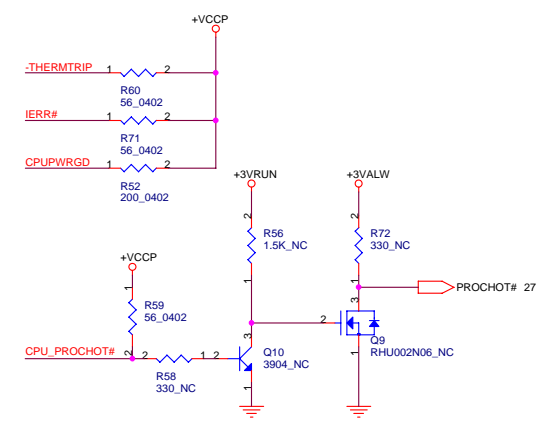 +VCCP
-THERMTRIP 1 2
R60
56_0402
IERR# 1 2
R71
56_0402
CPUPWRGD 1 2
R52
200_0402
+3VRUN
+3VALW
2
R56
1.5K_NC
1
2
R72
330_NC
1
+VCCP
1
R59
56_0402
2
PROCHOT# 27
3
2
Q9
RHU002N06_NC
1
CPU_PROCHOT#
2 1
R58
330_NC
2
3
Q10
3904_NC
1